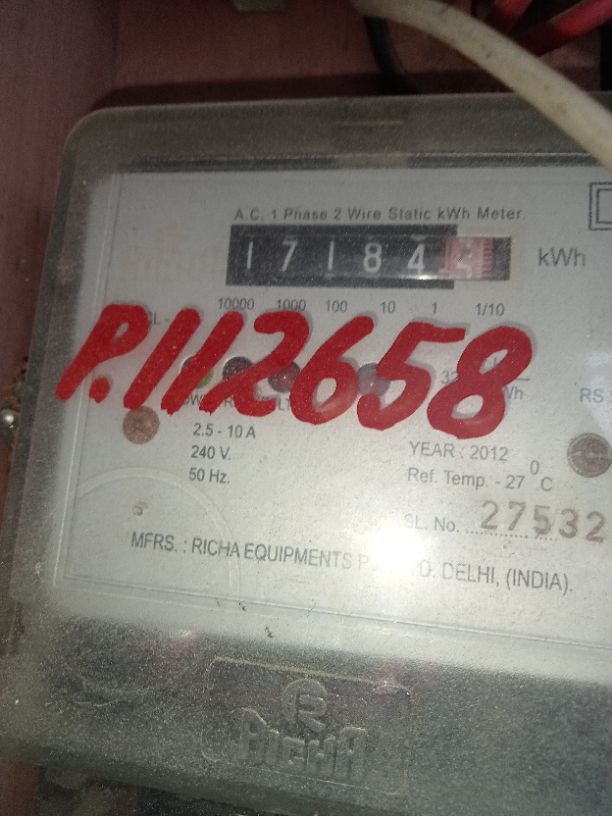 A.C. 1 Phase 2 Wire Static kWh Meter
17184 kWh
10000 1000 100 10 1 1/10
P.112658
2.5 - 10 A
240 V.
50 Hz.
YEAR : 2012
Ref. Temp. - 27 0 C
SL. No. 27532
MFRS. : RICHA EQUIPMENTS DELHI, (INDIA).
R
RICHA